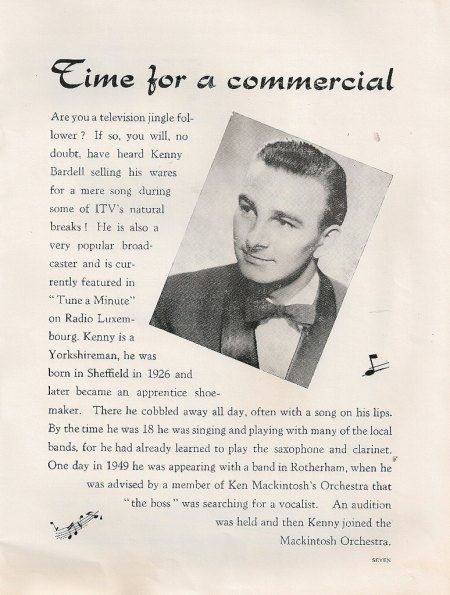 Time for a commercial
Are you a television jingle fol-
lower? If so, you will, no
doubt, have heard Kenny
Bardell selling his wares
for a mere song during
some of ITV's natural
breaks! He is also a
very popular broad-
caster and is cur-
rently featured in
"Tune a Minute"
on Radio Luxem-
bourg. Kenny is a
Yorkshireman, he was
born in Sheffield in 1926 and
later became an apprentice shoe-
maker. There he cobbled away all day, often with a song on his lips.
By the time he was 18 he was singing and playing with many of the local
bands, for he had already learned to play the saxophone and clarinet.
One day in 1949 he was appearing with a band in Rotherham, when he
was advised by a member of Ken Mackintosh's Orchestra that
"the boss" was searching for a vocalist. An audition
was held and then Kenny joined the
Mackintosh Orchestra.
SEVEN